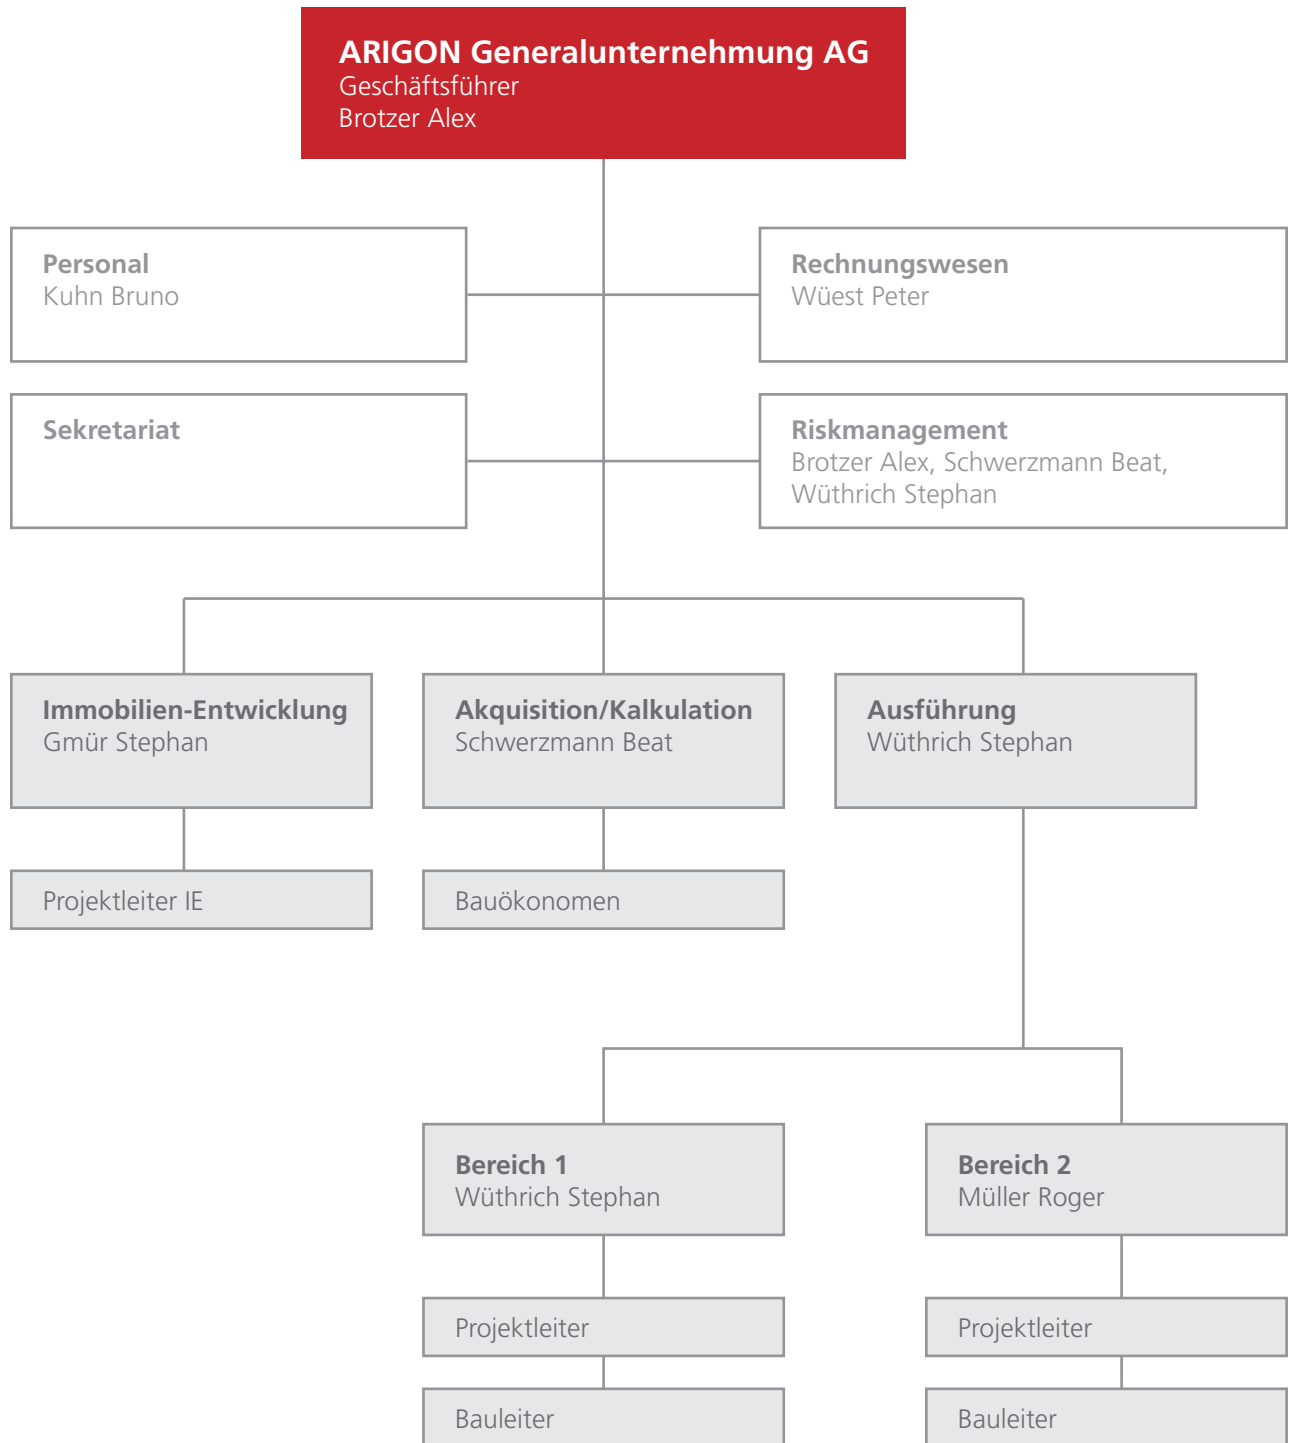 ARIGON Generalunternehmung AG
Geschäftsführer
Brotzer Alex
Personal
Kuhn Bruno
Rechnungswesen
Wüest Peter
Sekretariat
Riskmanagement
Brotzer Alex, Schwerzmann Beat,
Wüthrich Stephan
Immobilien-Entwicklung
Gmür Stephan
Akquisition/Kalkulation
Schwerzmann Beat
Ausführung
Wüthrich Stephan
Projektleiter IE
Bauökonomen
Bereich 1
Wüthrich Stephan
Bereich 2
Müller Roger
Projektleiter
Projektleiter
Bauleiter
Bauleiter